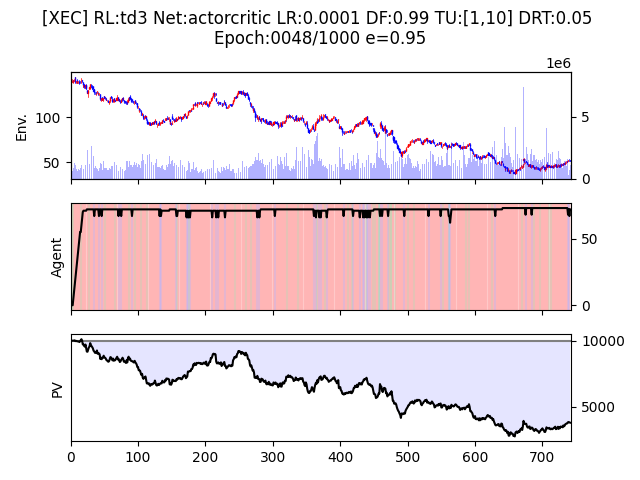 [XEC] RL:td3 Net:actorcritic LR:0.0001 DF:0.99 TU:[1,10] DRT:0.05
Epoch:0048/1000 e=0.95
1e6
Env.
100
50
5
0
Agent
50
0
PV
10000
5000
0 100 200 300 400 500 600 700